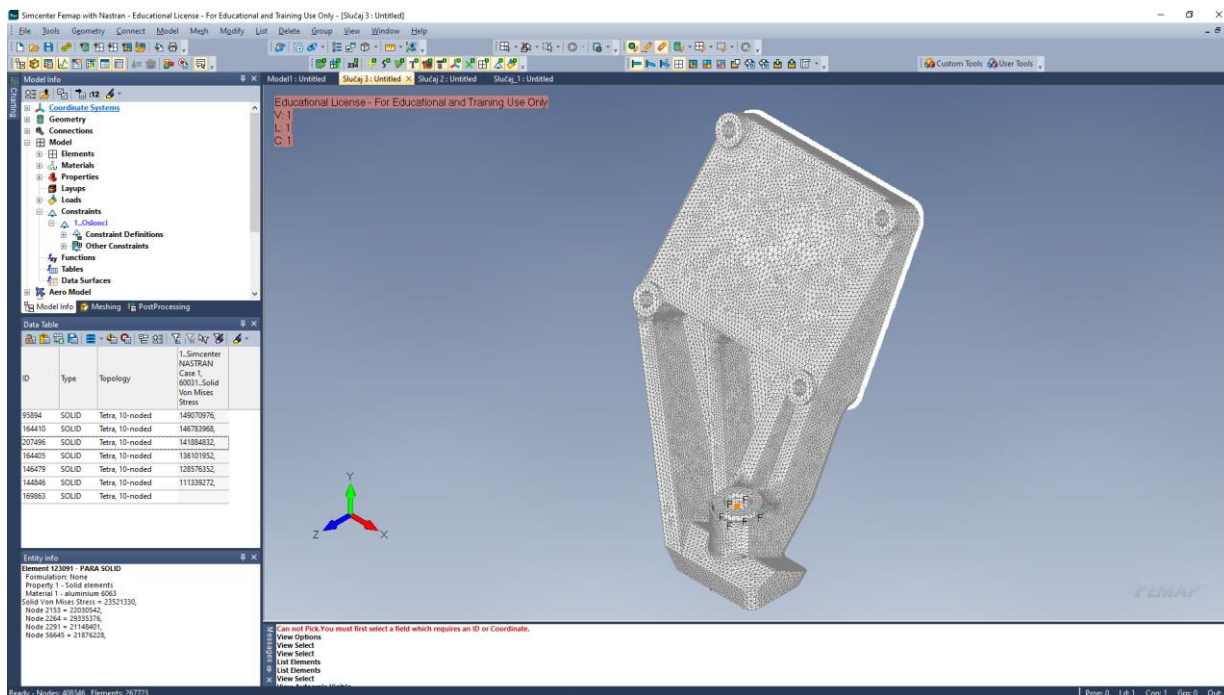 Simcenter Femap with Nastran - Educational License - For Educational and Training Use Only - [Slučaj 3 : Untitled]
File Tools Geometry Connect Model Mesh Modify List Delete Group View Window Help
Custom Tools User Tools
Model Info
Model1 : Untitled Slučaj 3 : Untitled Slučaj 2 : Untitled Slučaj_1 : Untitled
Charting
Coordinate Systems
Geometry
Connections
Model
Elements
Materials
Properties
Layups
Loads
Constraints
1..Oslonci
Constraint Definitions
Other Constraints
Functions
Tables
Data Surfaces
Aero Model
Model Info Meshing PostProcessing
Educational License - For Educational and Training Use Only
V: 1
L: 1
C: 1
Data Table
ID Type Topology 1..Simcenter NASTRAN Case 1, 60031..Solid Von Mises Stress
95894 SOLID Tetra, 10-noded 149070976,
164410 SOLID Tetra, 10-noded 146783968,
207496 SOLID Tetra, 10-noded 141884832,
164405 SOLID Tetra, 10-noded 136101952,
146479 SOLID Tetra, 10-noded 128576352,
144846 SOLID Tetra, 10-noded 111339272,
169863 SOLID Tetra, 10-noded
Y
Z
X
F F
F F F F
FEMAP
Entity Info
Element 123091 - PARA SOLID
Formulation: None
Property 1 - Solid elements
Material 1 - aluminium 6063
Solid Von Mises Stress = 23521330,
Node 2153 = 22030542,
Node 2264 = 29335376,
Node 2291 = 21148401,
Node 56645 = 21876228,
Messages
Can not Pick.You must first select a field which requires an ID or Coordinate.
View Options
View Select
View Select
List Elements
List Elements
View Select
Ready - Nodes: 408346 Elements: 267723
Prop: 0 Ld: 1 Con: 1 Grp: 0 Out: